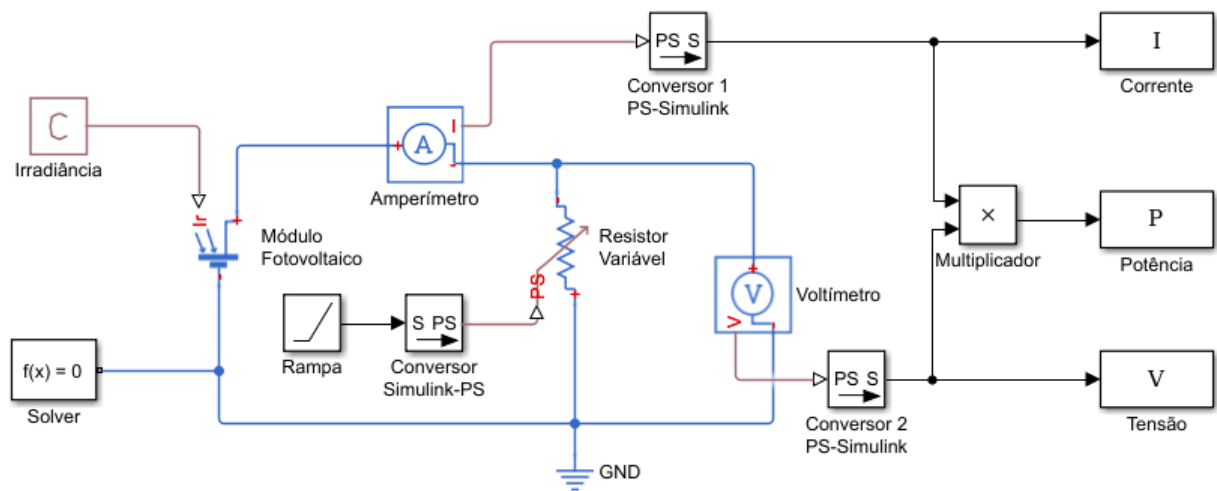 PS S
Conversor 1
PS-Simulink
I
Corrente
C
Irradiância
I
+
A
-
Amperímetro
Ir
+
Módulo
Fotovoltaico
-
-
Resistor
Variável
PS
+
×
Multiplicador
P
Potência
+
V
Voltímetro
V
-
Rampa
S PS
Conversor
Simulink-PS
f(x) = 0
Solver
PS S
Conversor 2
PS-Simulink
V
Tensão
GND